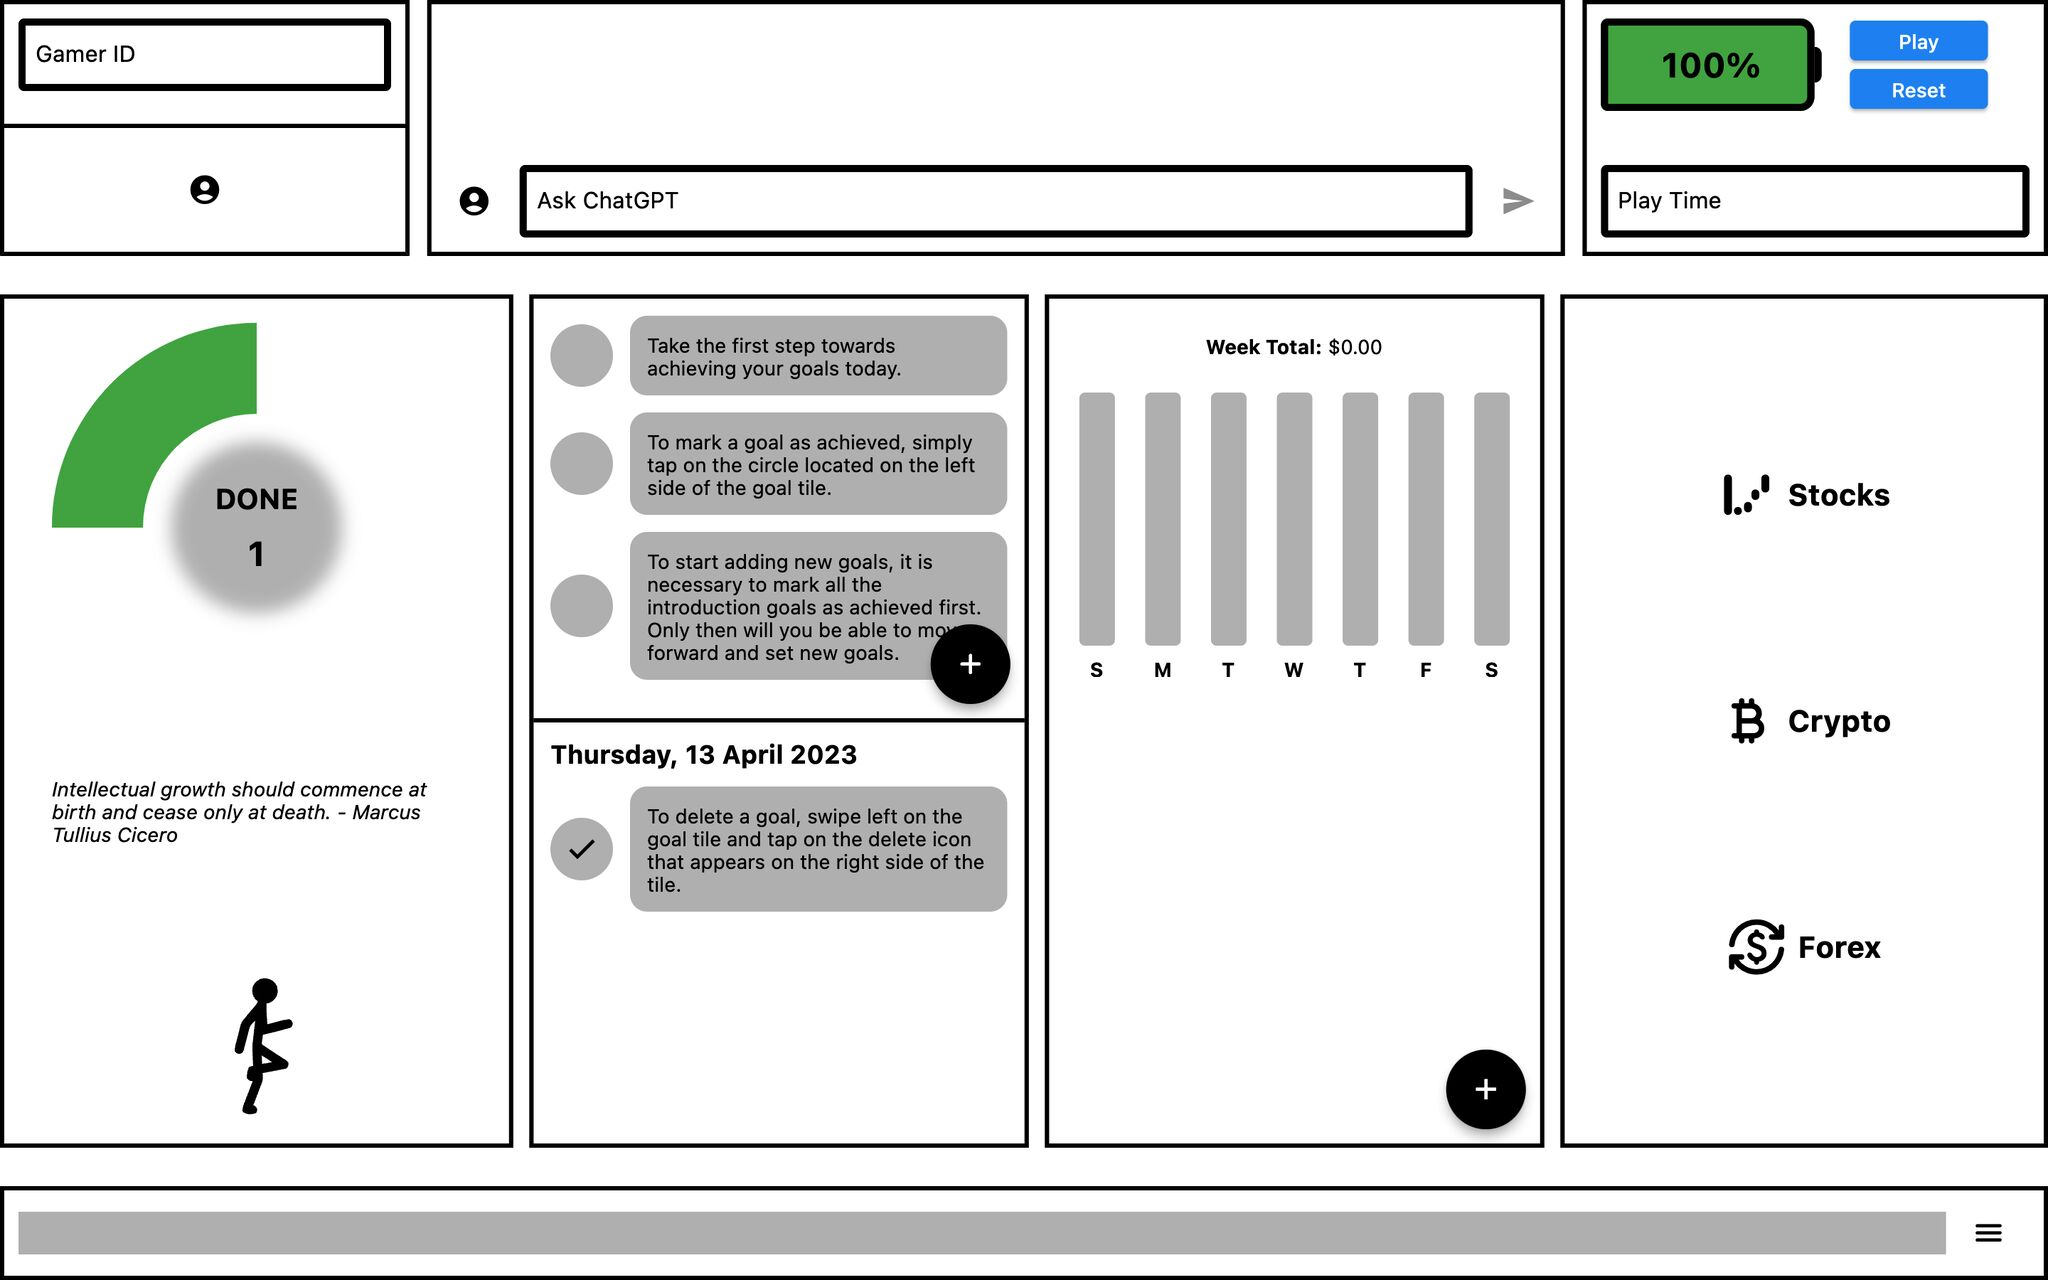 Gamer ID
Ask ChatGPT
100%
Play
Reset
Play Time
DONE
1
Intellectual growth should commence at
birth and cease only at death. - Marcus
Tullius Cicero
Take the first step towards
achieving your goals today.
To mark a goal as achieved, simply
tap on the circle located on the left
side of the goal tile.
To start adding new goals, it is
necessary to mark all the
introduction goals as achieved first.
Only then will you be able to move
forward and set new goals.
Thursday, 13 April 2023
To delete a goal, swipe left on the
goal tile and tap on the delete icon
that appears on the right side of the
tile.
Week Total: $0.00
S M T W T F S
Stocks
Crypto
Forex